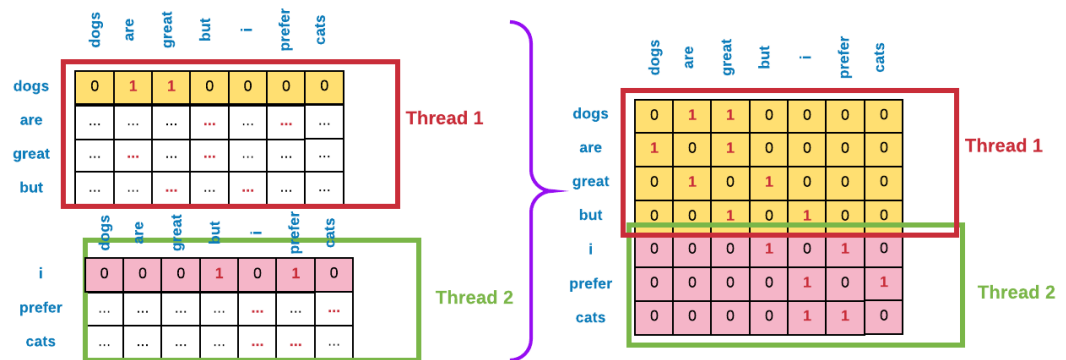 dogs are great but i prefer cats
dogs 0 1 1 0 0 0 0
are ... ... ... ... ... ... ...
great ... ... ... ... ... ... ...
but ... ... ... ... ... ... ...
Thread 1
dogs are great but i prefer cats
i 0 0 0 1 0 1 0
prefer ... ... ... ... ... ... ...
cats ... ... ... ... ... ... ...
Thread 2
dogs are great but i prefer cats
dogs 0 1 1 0 0 0 0
are 1 0 1 0 0 0 0
great 0 1 0 1 0 0 0
but 0 0 1 0 1 0 0
Thread 1
i 0 0 0 1 0 1 0
prefer 0 0 0 0 1 0 1
cats 0 0 0 0 1 1 0
Thread 2